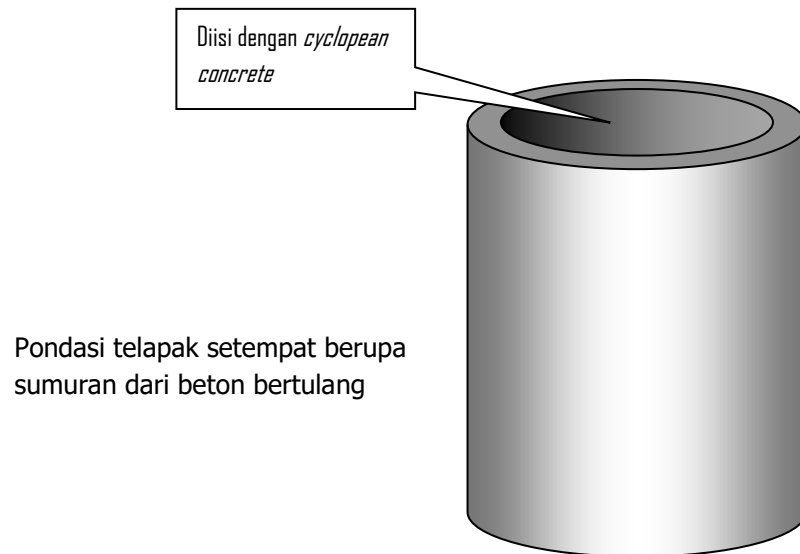 Diisi dengan cyclopean
concrete
Pondasi telapak setempat berupa
sumuran dari beton bertulang